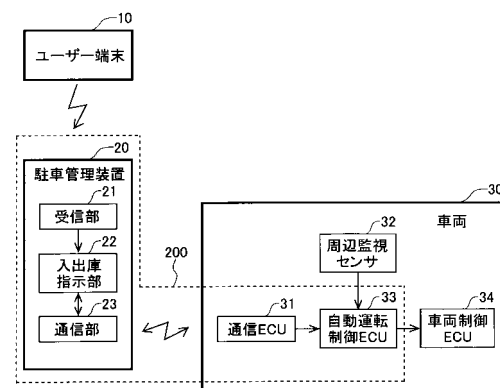 10
ユーザー端末
20
駐車管理装置
21
受信部
22
入出庫
指示部
23
通信部
200
30
車両
32
周辺監視
センサ
31
通信ECU
33
自動運転
制御ECU
34
車両制御
ECU